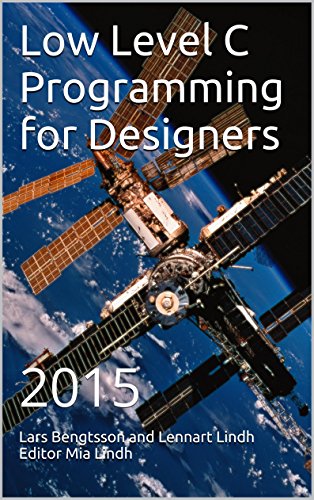 Low Level C
Programming
for Designers
2015
Lars Bengtsson and Lennart Lindh
Editor Mia Lindh